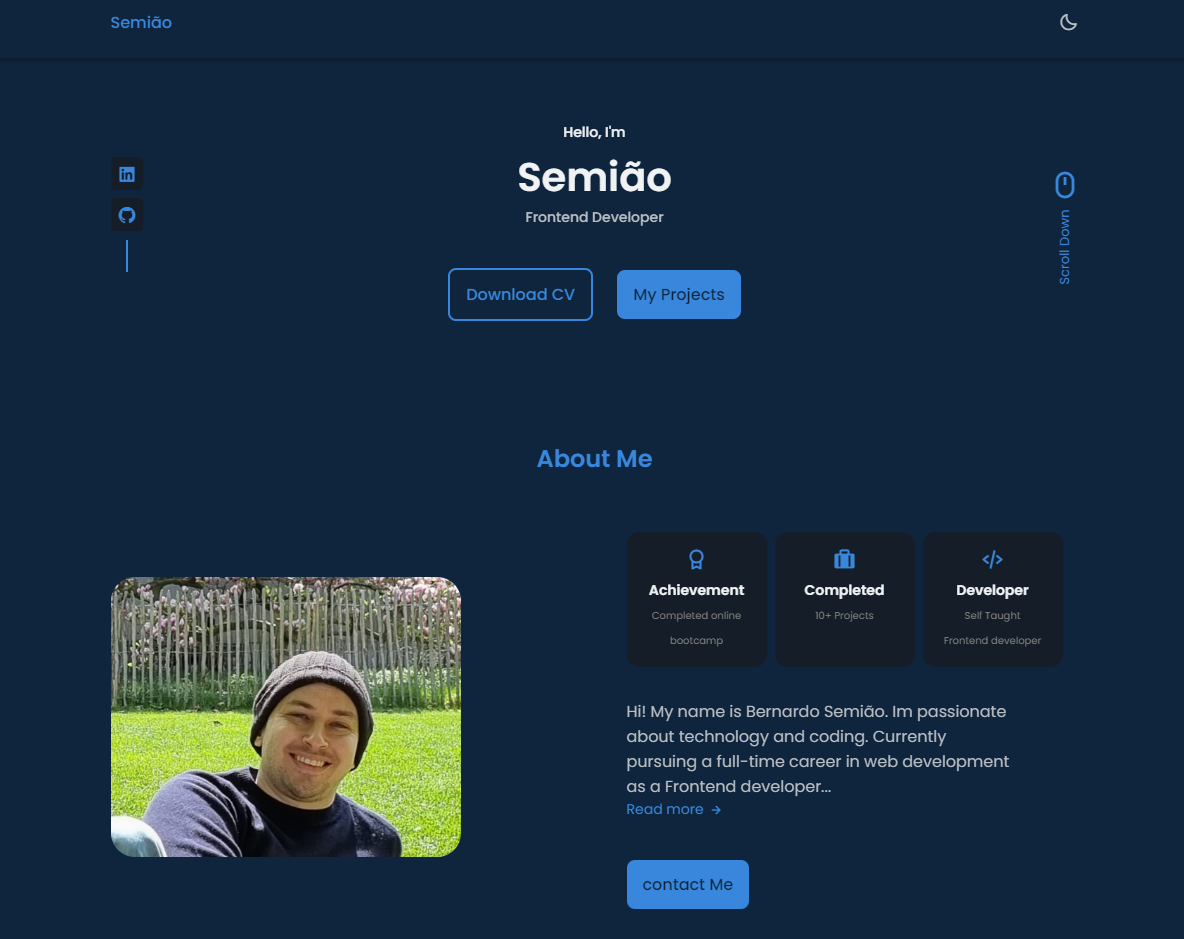 Semião
Hello, I'm
Semião
Frontend Developer
Scroll Down
Download CV
My Projects
About Me
Achievement
Completed online
bootcamp
Completed
10+ Projects
Developer
Self Taught
Frontend developer
Hi! My name is Bernardo Semião. Im passionate
about technology and coding. Currently
pursuing a full-time career in web development
as a Frontend developer...
Read more →
contact Me